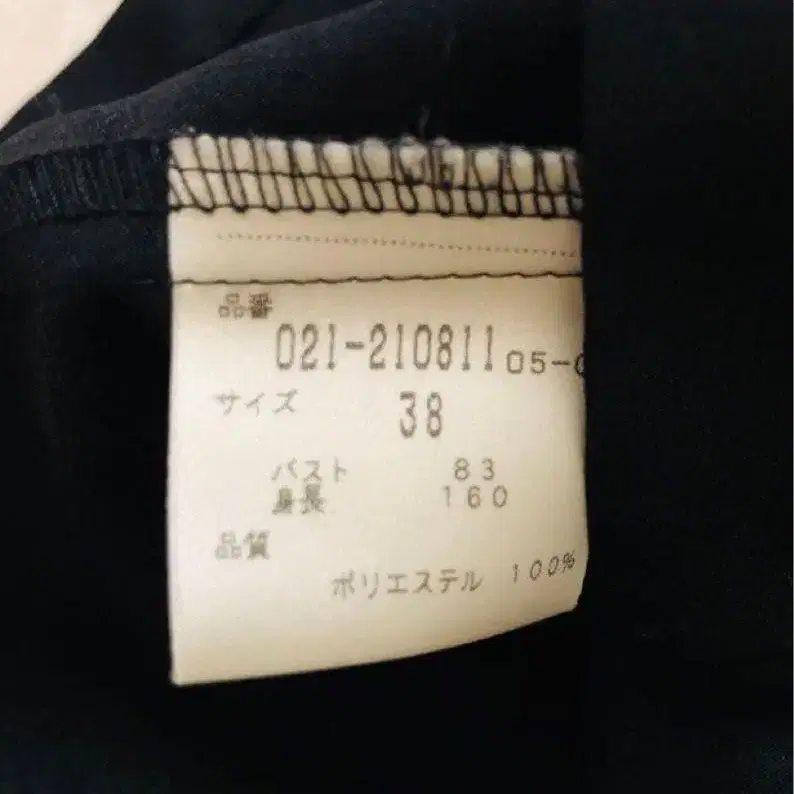 品番
021-210811 05-0
サイズ 38
バスト 83
身長 160
品質
ポリエステル 100%